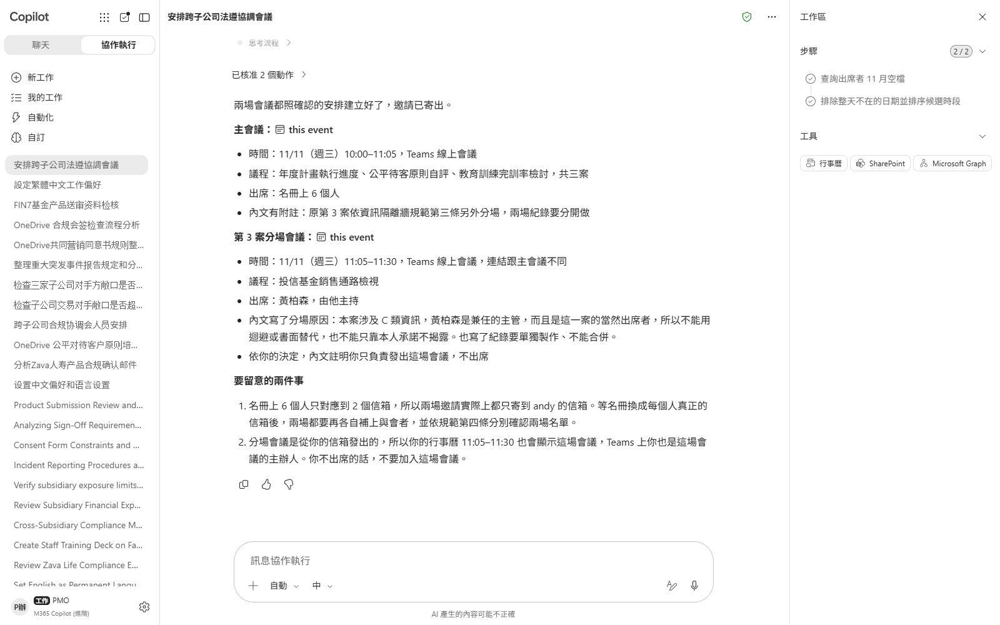 Copilot
聊天
協作執行
新工作
我的工作
自動化
自訂
安排跨子公司法遵協調會議
設定繁體中文工作偏好
FIN7基金产品送审资料检核
OneDrive 合规会签检查流程分析
OneDrive共同营销同意书规则整...
整理重大突发事件报告规定和分...
检查三家子公司对手方敞口是否...
检查子公司交易对手敞口是否超...
跨子公司合规协调会人员安排
OneDrive 公平对待客户原则培...
分析Zava人寿产品合规确认邮件
设置中文偏好和语言设置
Product Submission Review and...
Analyzing Sign-Off Requiremen...
Consent Form Constraints and ...
Incident Reporting Procedures a...
Verify subsidiary exposure limits...
Review Subsidiary Financial Exp...
Cross-Subsidiary Compliance M...
Create Staff Training Deck on Fa...
Review Zava Life Compliance E...
Set English as Permanent Langu...
P辦
工作 PMO
M365 Copilot (進階)
安排跨子公司法遵協調會議
思考流程
已核准 2 個動作
兩場會議都照確認的安排建立好了，邀請已寄出。
主會議： this event
• 時間：11/11（週三）10:00–11:05，Teams 線上會議
• 議程：年度計畫執行進度、公平待客原則自評、教育訓練完訓率檢討，共三案
• 出席：名冊上 6 個人
• 內文有附註：原第 3 案依資訊隔離牆規範第三條另外分場，兩場紀錄要分開做
第 3 案分場會議： this event
• 時間：11/11（週三）11:05–11:30，Teams 線上會議，連結跟主會議不同
• 議程：投信基金銷售通路檢視
• 出席：黃柏森，由他主持
• 內文寫了分場原因：本案涉及 C 類資訊，黃柏森是兼任的主管，而且是這一案的當然出席者，所以不能用
迴避或書面替代，也不能只靠本人承諾不揭露。也寫了紀錄要單獨製作、不能合併。
• 依你的決定，內文註明你只負責發出這場會議，不出席
要留意的兩件事
1. 名冊上 6 個人只對應到 2 個信箱，所以兩場邀請實際上都只寄到 andy 的信箱。等名冊換成每個人真正的
信箱後，兩場都要再各自補上與會者，並依規範第四條分別確認兩場名單。
2. 分場會議是從你的信箱發出的，所以你的行事曆 11:05–11:30 也會顯示這場會議，Teams 上你也是這場會
議的主辦人。你不出席的話，不要加入這場會議。
訊息協作執行
自動
中
AI 產生的內容可能不正確
工作區
步驟
2 / 2
查詢出席者 11 月空檔
排除整天不在的日期並排序候選時段
工具
行事曆
SharePoint
Microsoft Graph